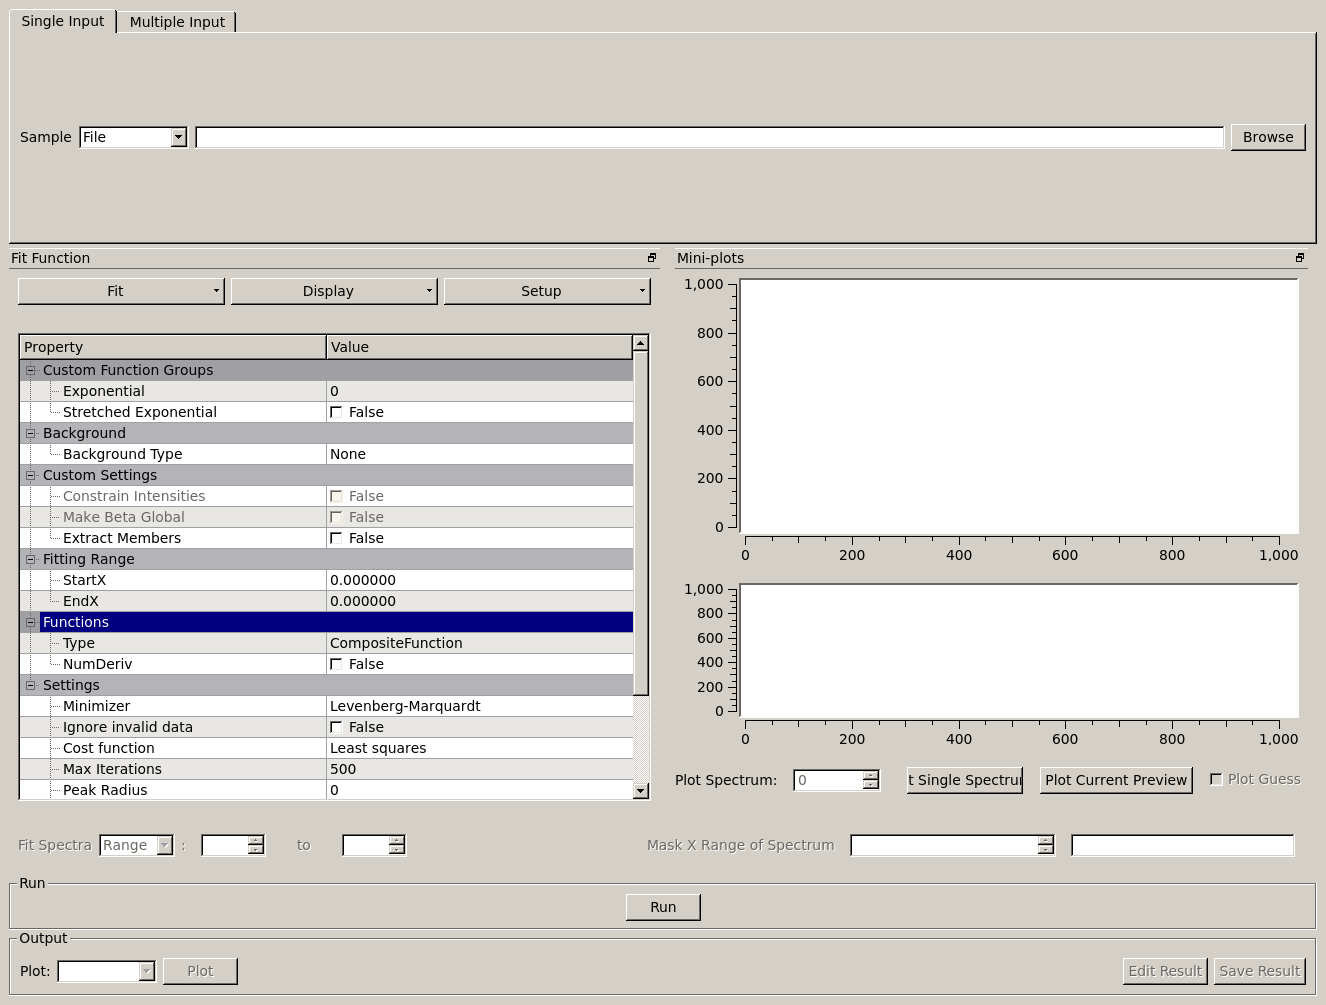 Single Input Multiple Input
Sample File Browse
Fit Function
Fit Display Setup
Property Value
Custom Function Groups
Exponential 0
Stretched Exponential False
Background
Background Type None
Custom Settings
Constrain Intensities False
Make Beta Global False
Extract Members False
Fitting Range
StartX 0.000000
EndX 0.000000
Functions
Type CompositeFunction
NumDeriv False
Settings
Minimizer Levenberg-Marquardt
Ignore invalid data False
Cost function Least squares
Max Iterations 500
Peak Radius 0
Mini-plots
1,000
800
600
400
200
0
0 200 400 600 800 1,000
1,000
800
600
400
200
0
0 200 400 600 800 1,000
Plot Spectrum: 0 t Single Spectru Plot Current Preview Plot Guess
Fit Spectra Range : to Mask X Range of Spectrum
Run
Run
Output
Plot: Plot Edit Result Save Result